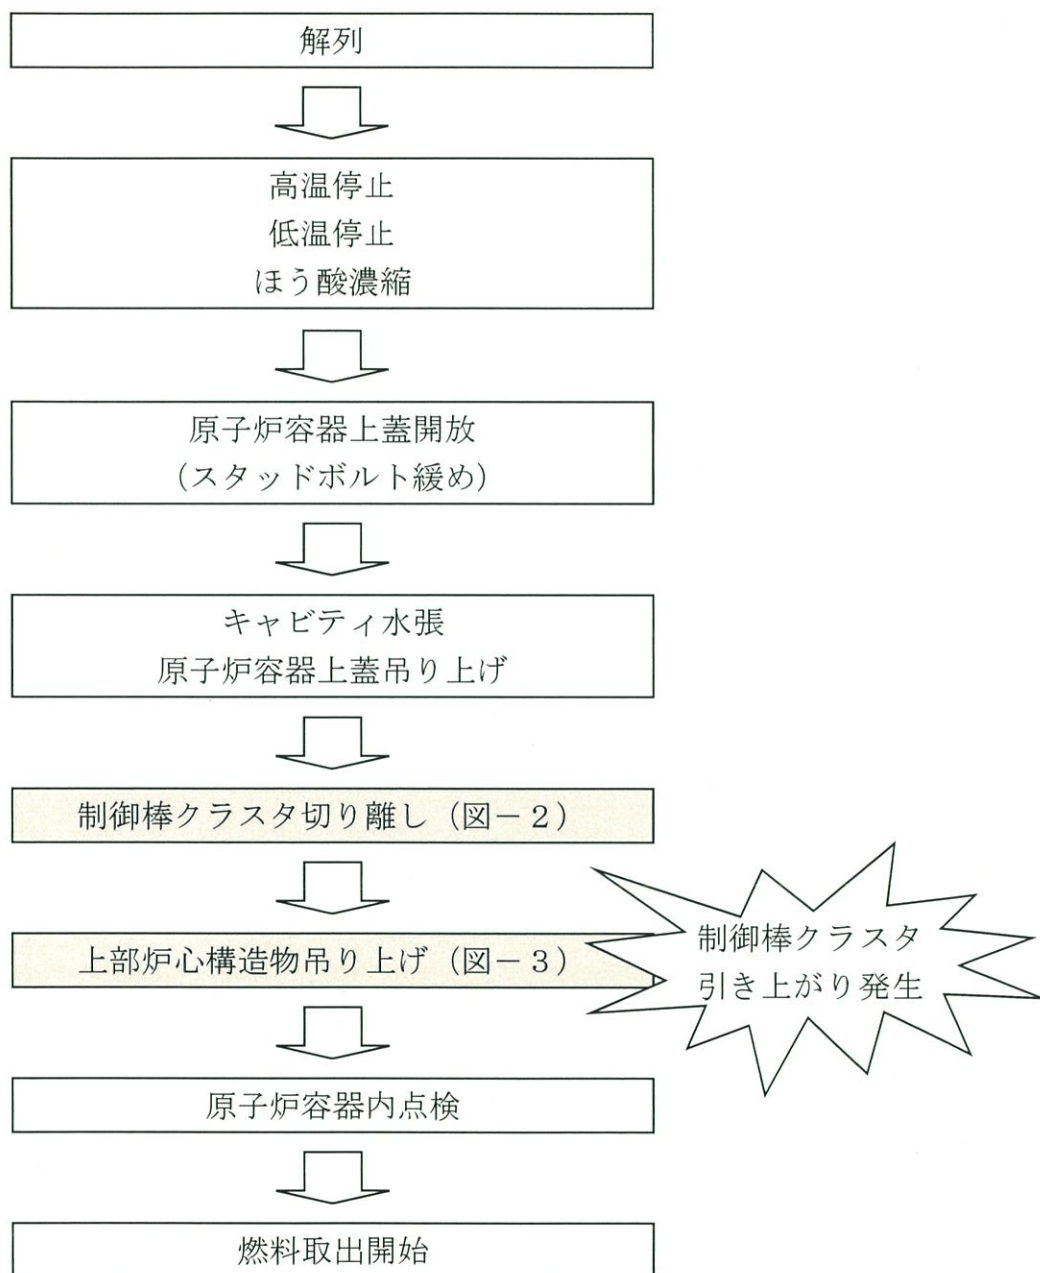 解列
高温停止
低温停止
ほう酸濃縮
原子炉容器上蓋開放
（スタッドボルト緩め）
キャビティ水張
原子炉容器上蓋吊り上げ
制御棒クラスタ切り離し（図－２）
上部炉心構造物吊り上げ（図－３）
制御棒クラスタ
引き上がり発生
原子炉容器内点検
燃料取出開始